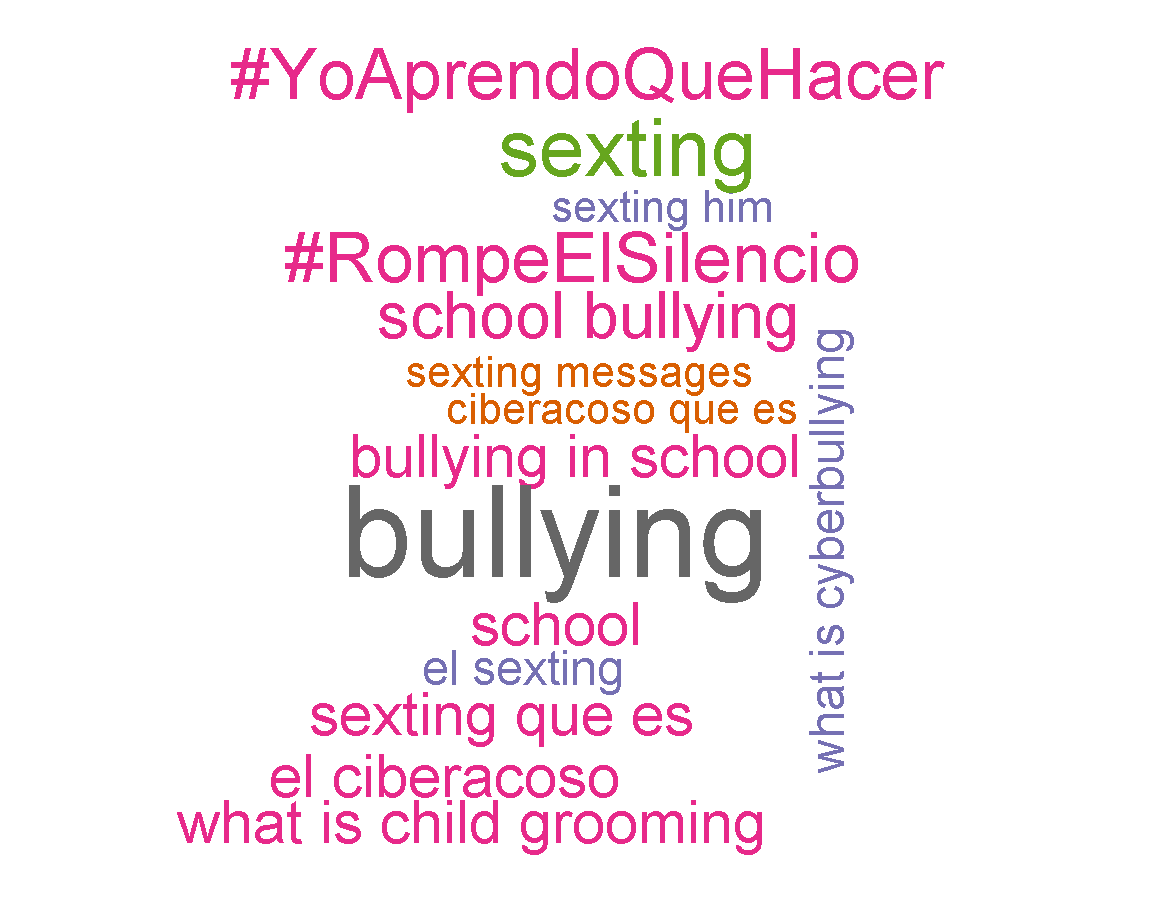 #YoAprendoQueHacer
sexting
sexting him
#RompeElSilencio
school bullying
sexting messages
ciberacoso que es
bullying in school
bullying
what is cyberbullying
school
el sexting
sexting que es
el ciberacoso
what is child grooming